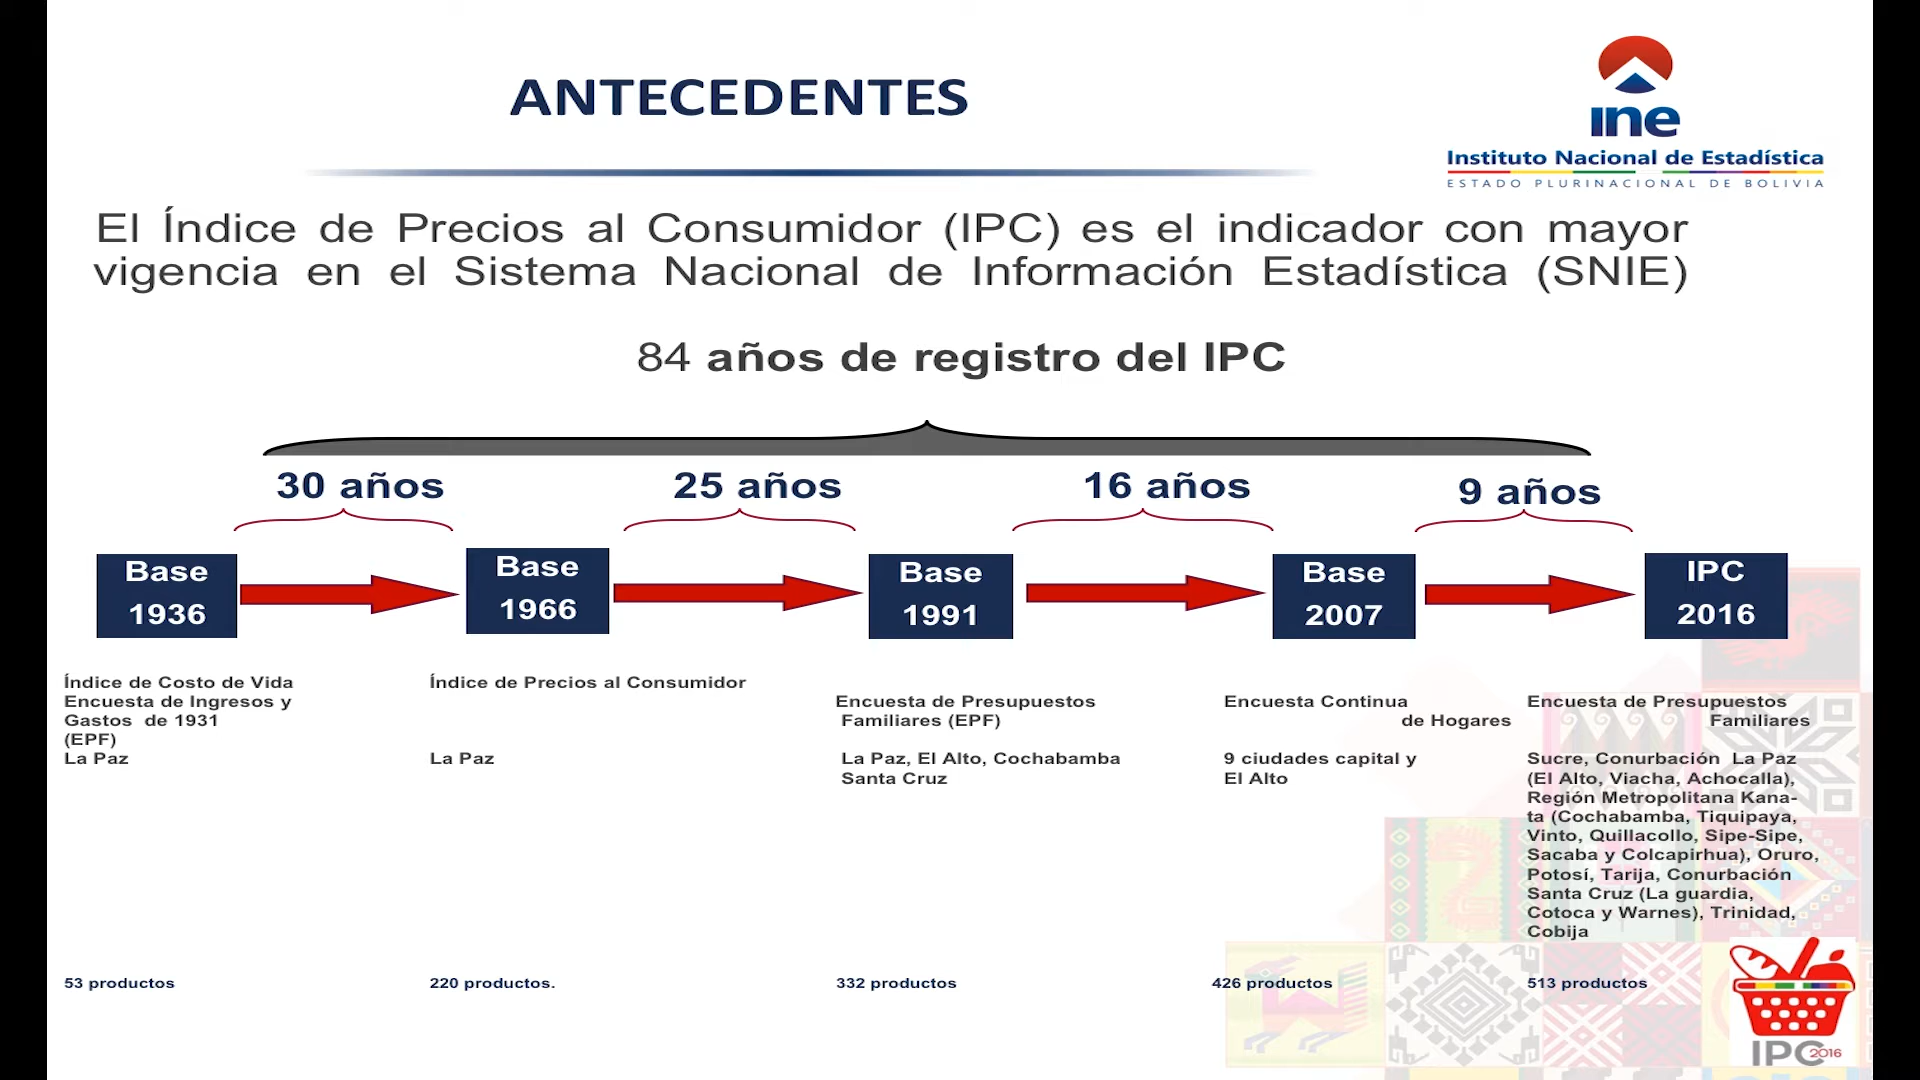 ANTECEDENTES
ine
Instituto Nacional de Estadística
ESTADO PLURINACIONAL DE BOLIVIA
El Índice de Precios al Consumidor (IPC) es el indicador con mayor
vigencia en el Sistema Nacional de Información Estadística (SNIE)
84 años de registro del IPC
30 años
25 años
16 años
9 años
Base
1936
Base
1966
Base
1991
Base
2007
IPC
2016
Índice de Costo de Vida
Encuesta de Ingresos y
Gastos de 1931
(EPF)
La Paz
53 productos
Índice de Precios al Consumidor
La Paz
220 productos.
Encuesta de Presupuestos
Familiares (EPF)
La Paz, El Alto, Cochabamba
Santa Cruz
332 productos
Encuesta Continua
de Hogares
9 ciudades capital y
El Alto
426 productos
Encuesta de Presupuestos
Familiares
Sucre, Conurbación La Paz
(El Alto, Viacha, Achocalla),
Región Metropolitana Kana-
ta (Cochabamba, Tiquipaya,
Vinto, Quillacollo, Sipe-Sipe,
Sacaba y Colcapirhua), Oruro,
Potosí, Tarija, Conurbación
Santa Cruz (La guardia,
Cotoca y Warnes), Trinidad,
Cobija
513 productos
IPC 2016